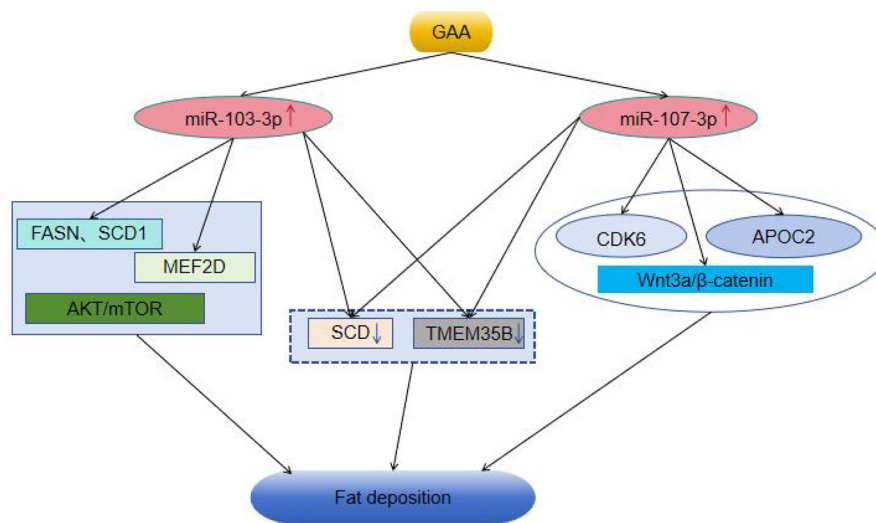 GAA
miR-103-3p↑
miR-107-3p↑
FASN、SCD1
MEF2D
AKT/mTOR
CDK6
APOC2
Wnt3a/β-catenin
SCD↓
TMEM35B↓
Fat deposition